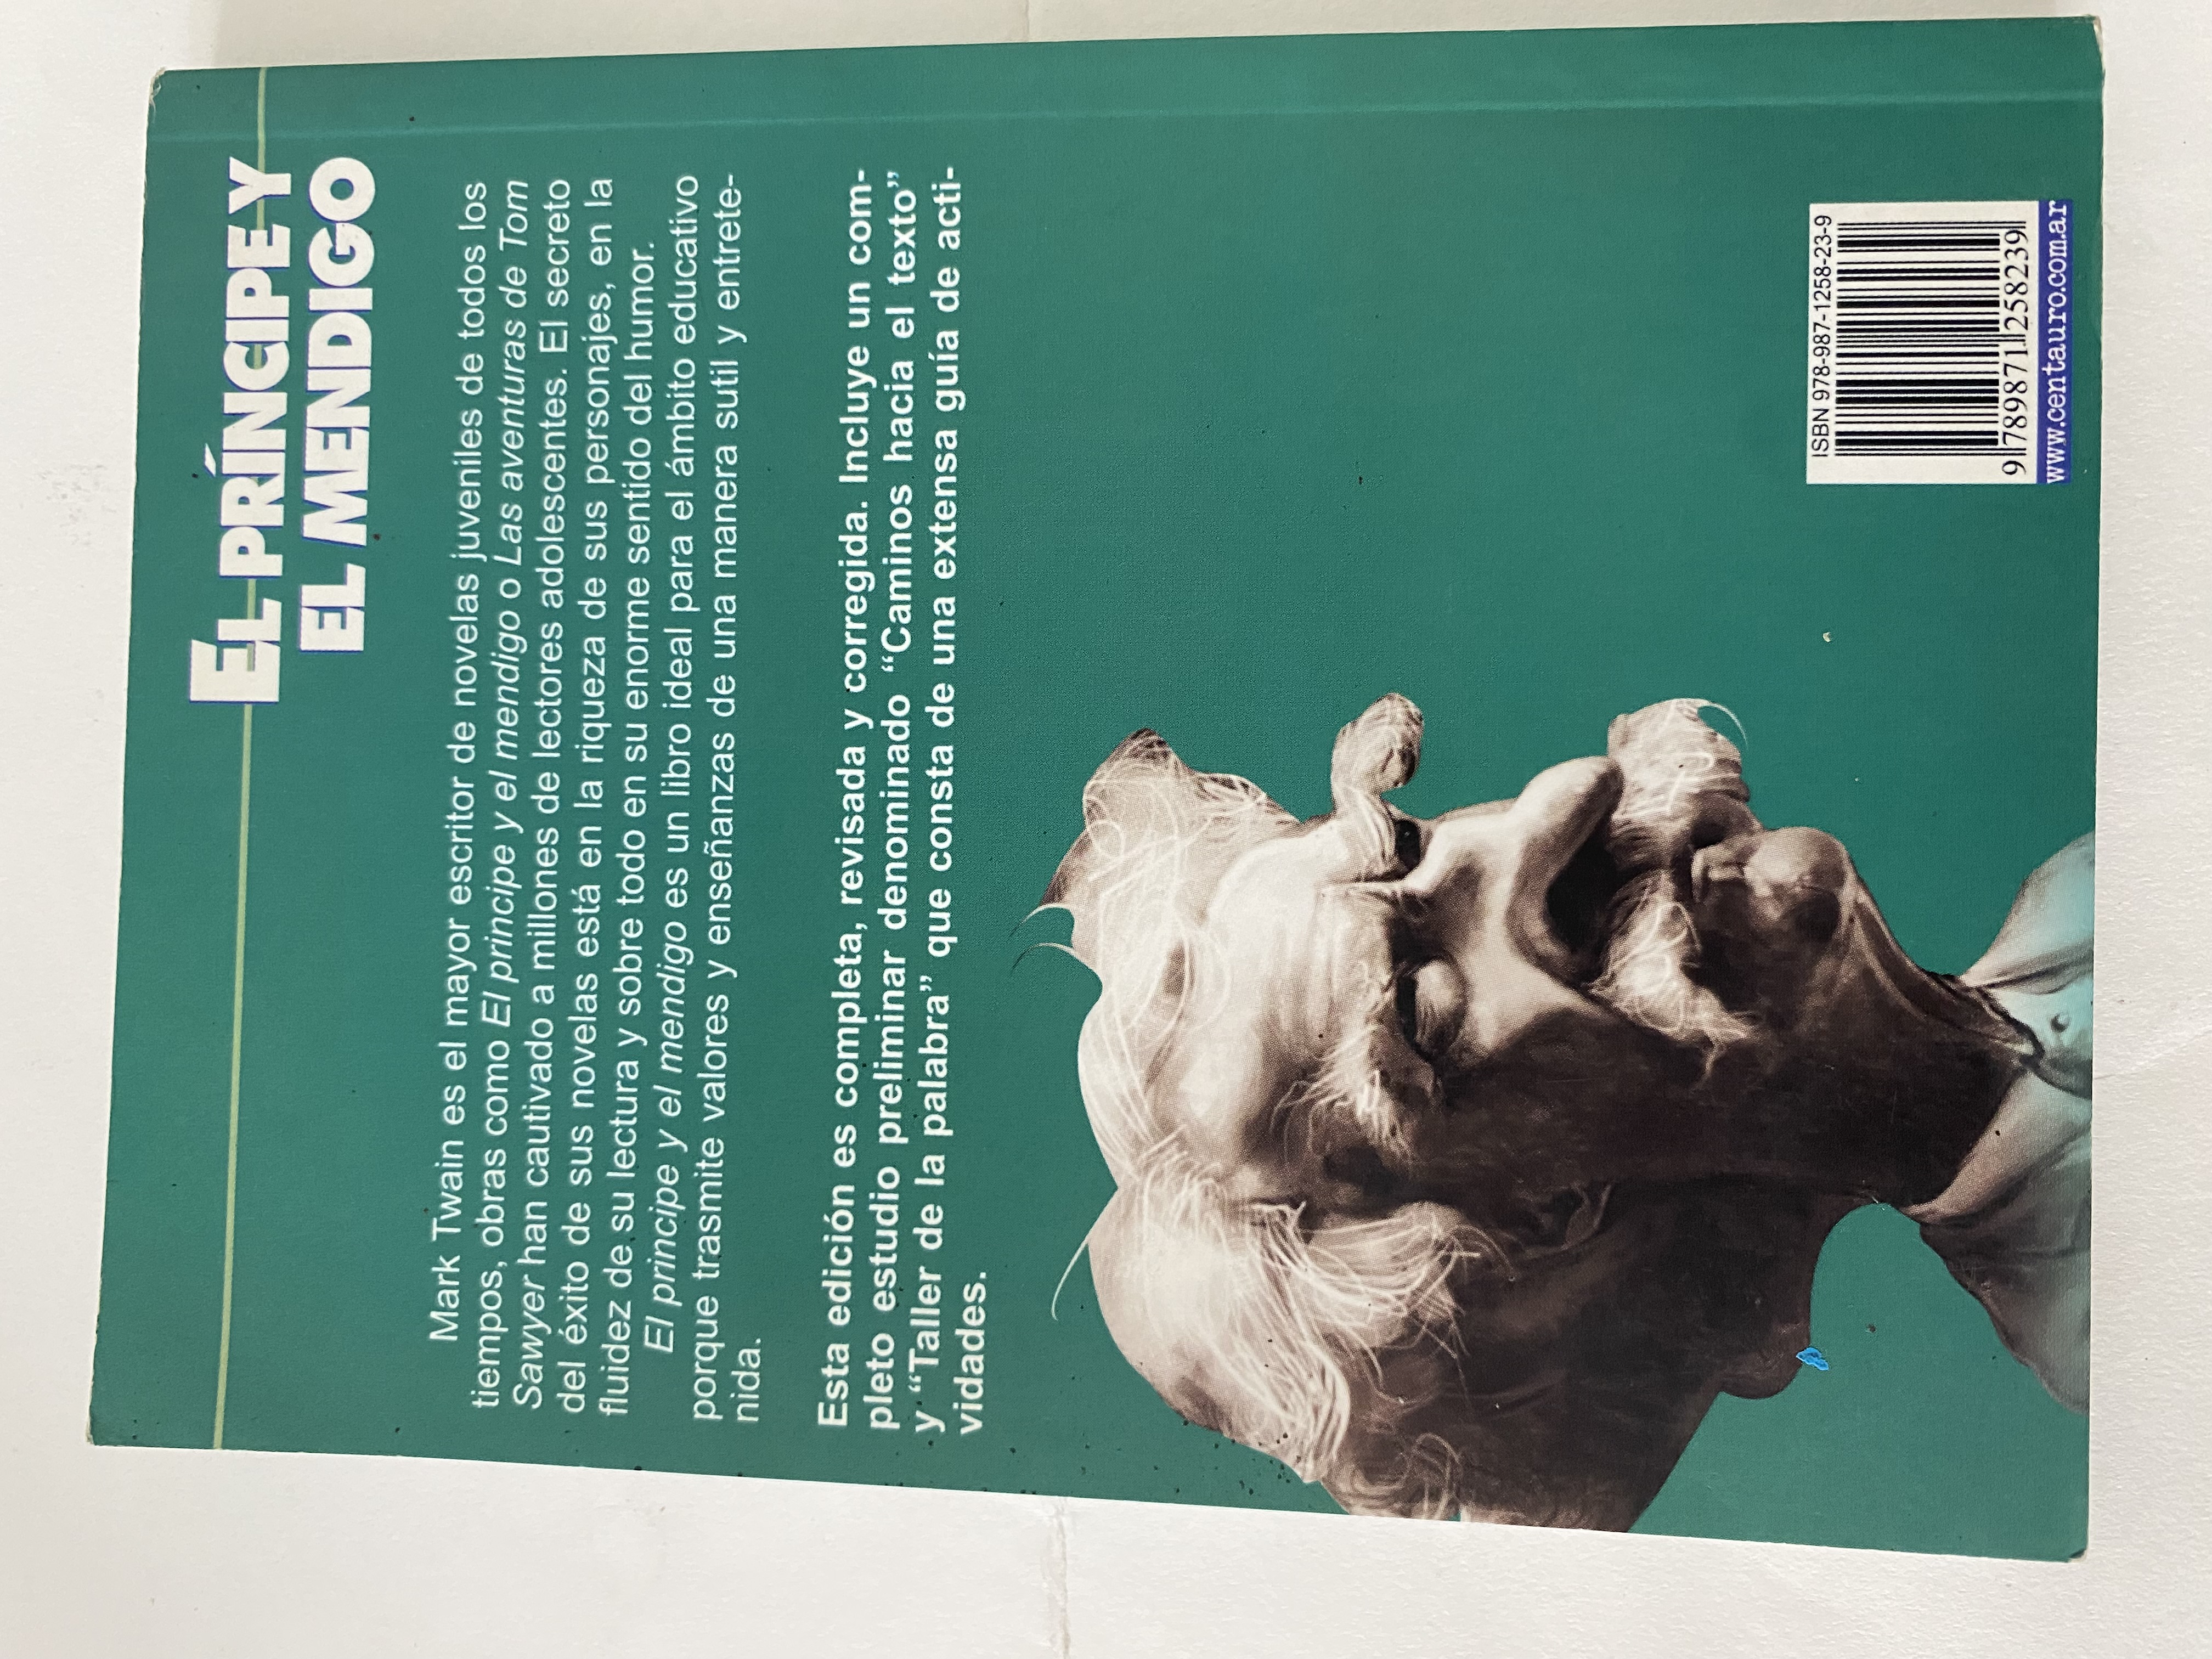 EL PRÍNCIPE Y
EL MENDIGO
Mark Twain es el mayor escritor de novelas juveniles de todos los
tiempos, obras como El principe y el mendigo o Las aventuras de Tom
Sawyer han cautivado a millones de lectores adolescentes. El secreto
del éxito de sus novelas está en la riqueza de sus personajes, en la
fluidez de su lectura y sobre todo en su enorme sentido del humor.
El principe y el mendigo es un libro ideal para el ámbito educativo
porque trasmite valores y enseñanzas de una manera sutil y entrete-
nida.
Esta edición es completa, revisada y corregida. Incluye un com-
pleto estudio preliminar denominado “Caminos hacia el texto”
y “Taller de la palabra” que consta de una extensa guía de acti-
vidades.
ISBN 978-987-1258-23-9
9 789871 258239
www.centauro.com.ar